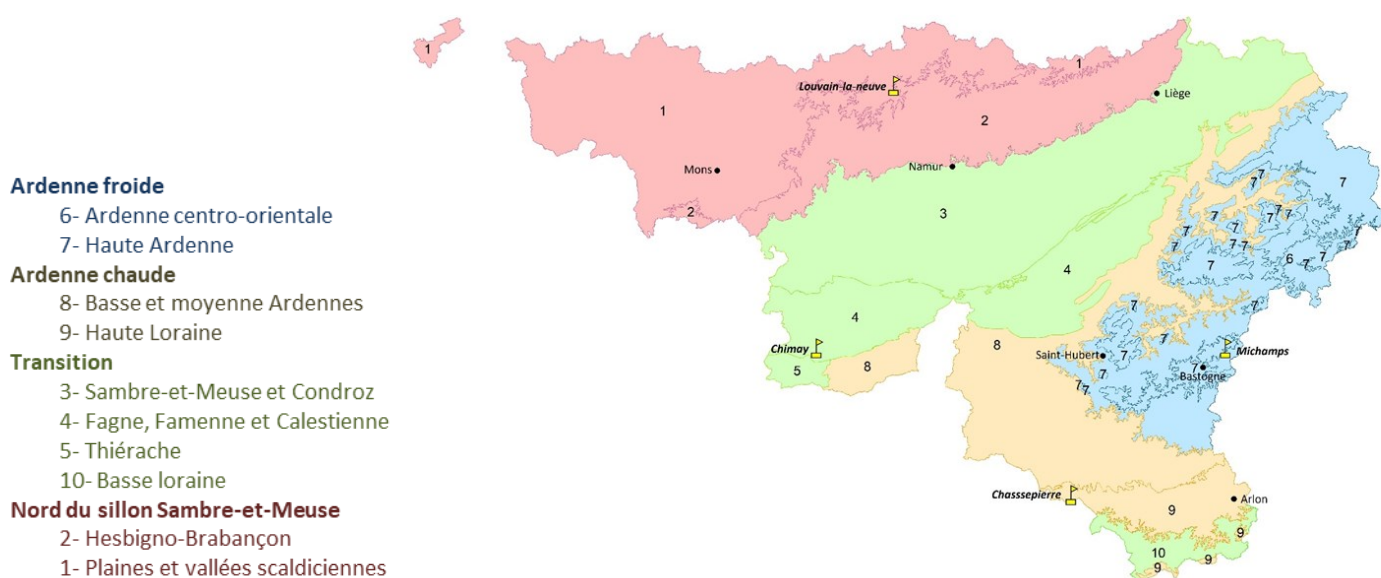 Ardenne froide
6- Ardenne centro-orientale
7- Haute Ardenne
Ardenne chaude
8- Basse et moyenne Ardennes
9- Haute Loraine
Transition
3- Sambre-et-Meuse et Condroz
4- Fagne, Famenne et Calestienne
5- Thiérache
10- Basse loraine
Nord du sillon Sambre-et-Meuse
2- Hesbigno-Brabançon
1- Plaines et vallées scaldiciennes
1
1
Louvain-la-neuve
1
Liège
2
Mons
Namur
2
3
7 7
7
7 7 7 7 7
7 7 7
7 6 7 7 7 7
4
4
7
7
Chimay
5
8
8
Saint-Hubert
7
7
7
7 7
7
Bastogne
Michamps
Chasssepierre
Arlon
9
9
10
9
9